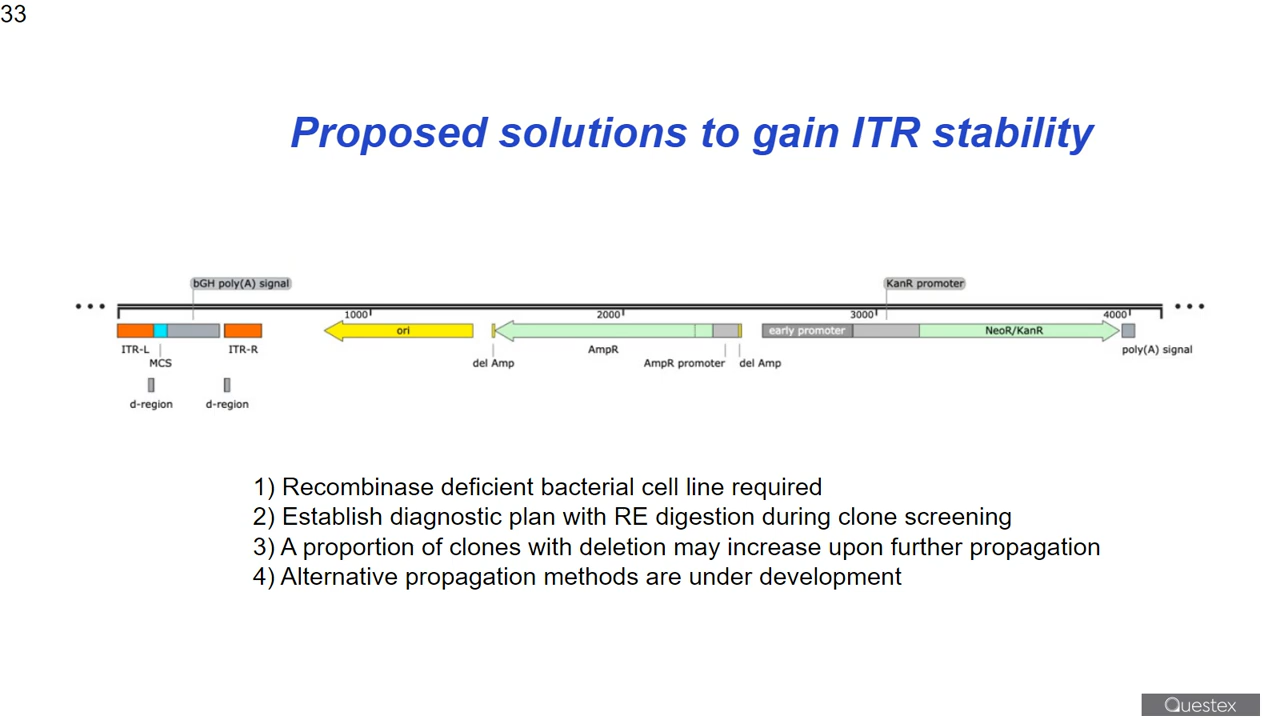 33
Proposed solutions to gain ITR stability
bGH poly(A) signal
KanR promoter
1000
2000
3000
4000
ori
early promoter
NeoR/KanR
ITR-L
ITR-R
AmpR
poly(A) signal
MCS
del Amp
AmpR promoter
del Amp
d-region
d-region
1) Recombinase deficient bacterial cell line required
2) Establish diagnostic plan with RE digestion during clone screening
3) A proportion of clones with deletion may increase upon further propagation
4) Alternative propagation methods are under development
Questex